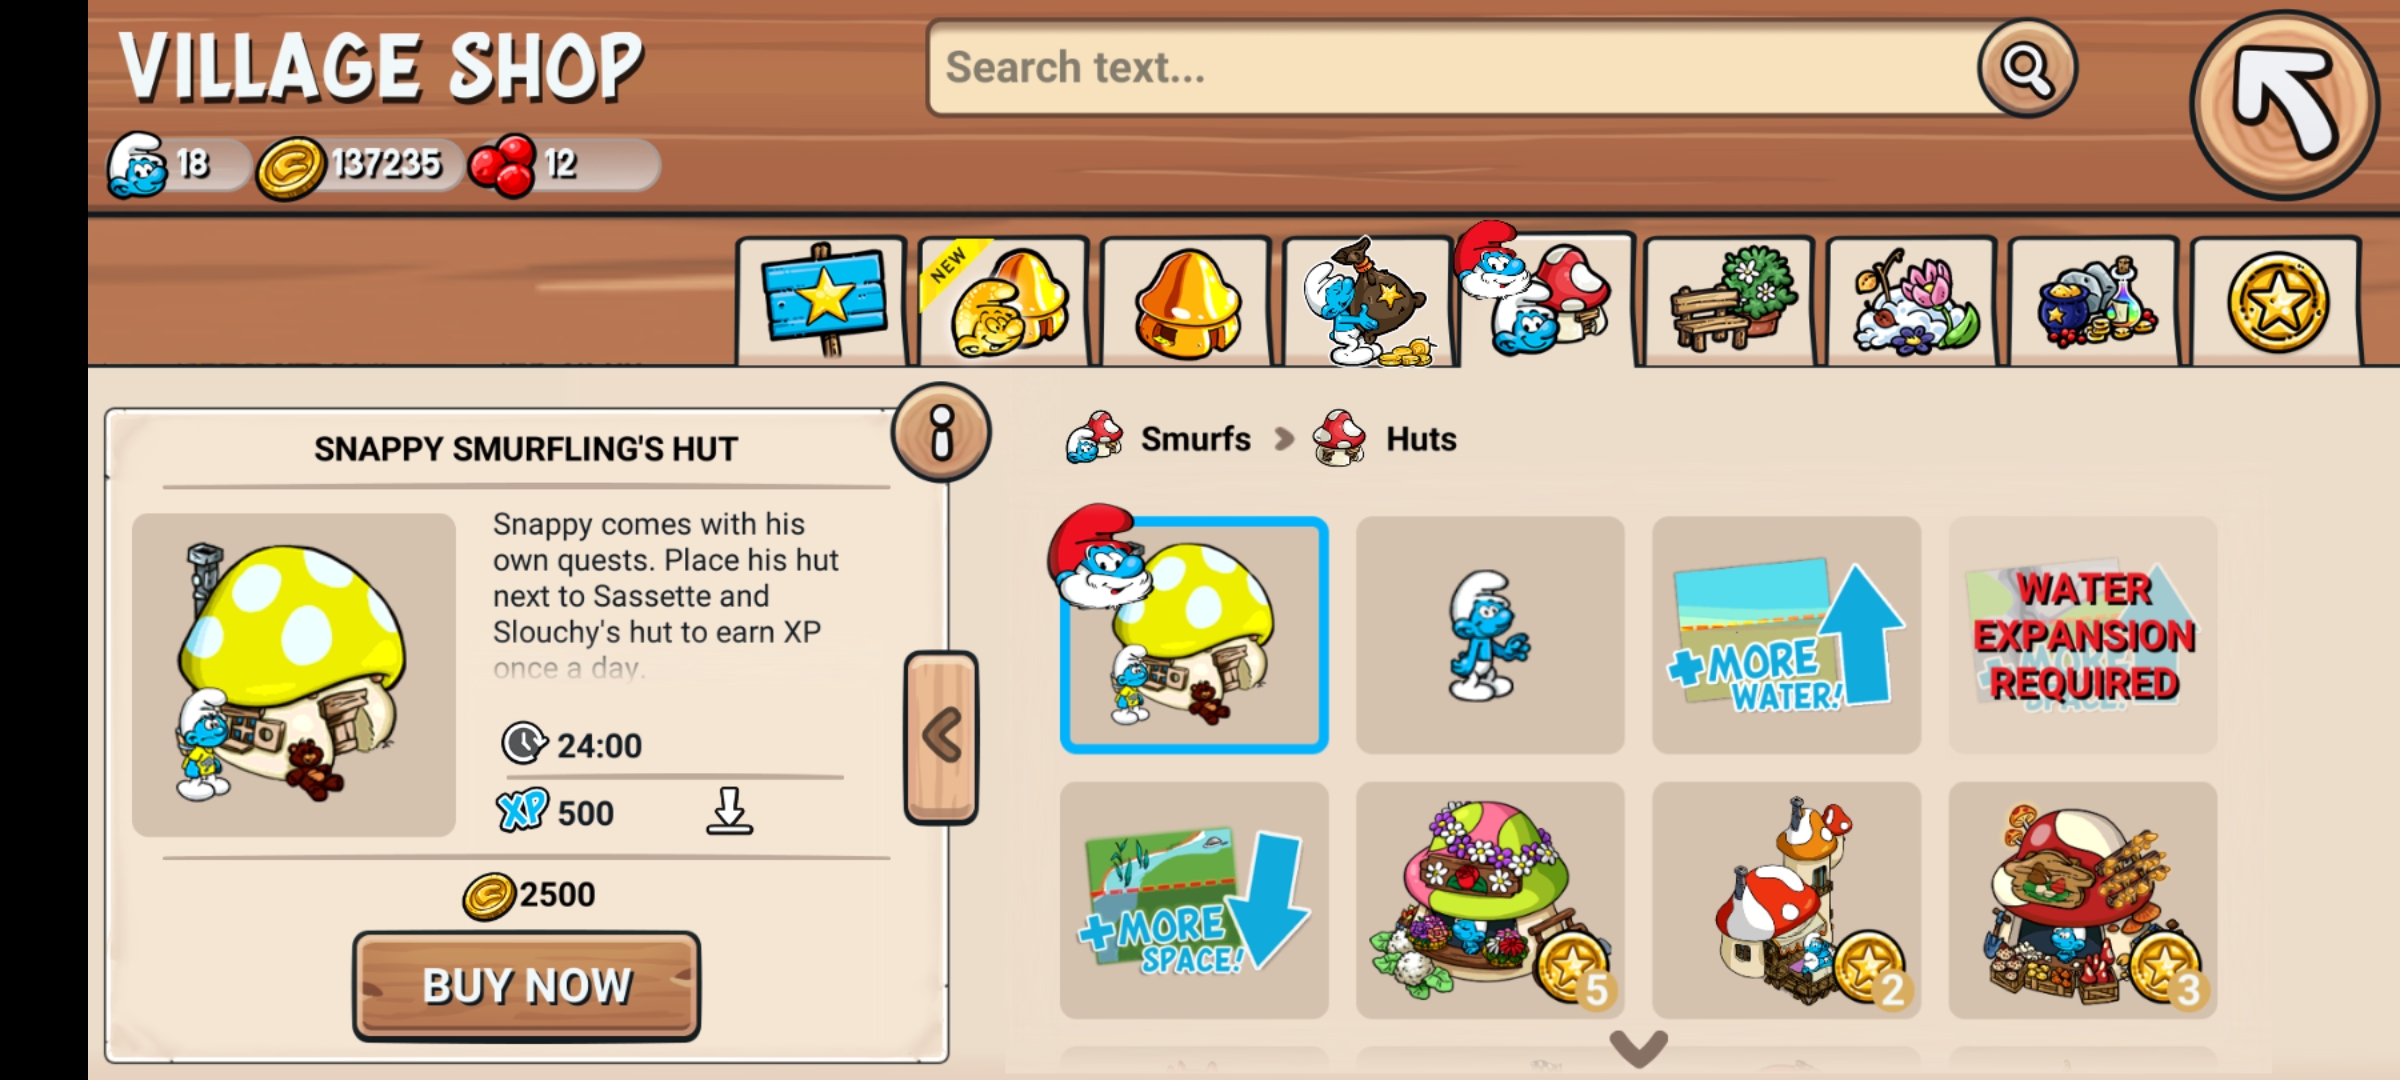 VILLAGE SHOP
Search text...
18
137235
12
NEW
SNAPPY SMURFLING'S HUT
Snappy comes with his
own quests. Place his hut
next to Sassette and
Slouchy's hut to earn XP
once a day.
24:00
XP 500
2500
BUY NOW
Smurfs
Huts
+MORE
WATER!
WATER
EXPANSION
REQUIRED
+MORE
SPACE!
+MORE
SPACE!
5
2
3